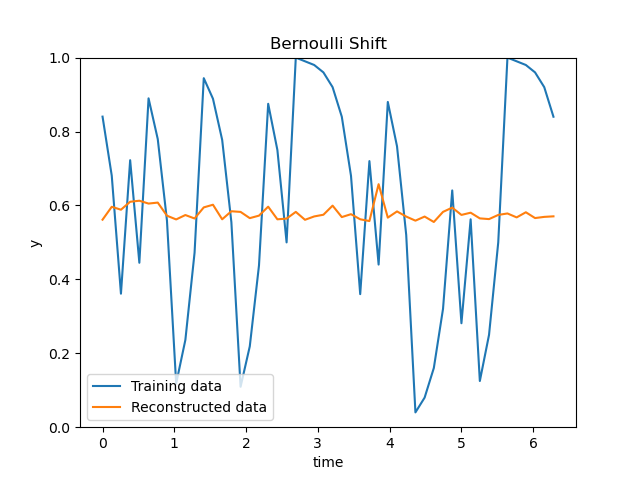 Bernoulli Shift
1.0
0.8
0.6
0.4
0.2
0.0
y
Training data
Reconstructed data
0 1 2 3 4 5 6
time